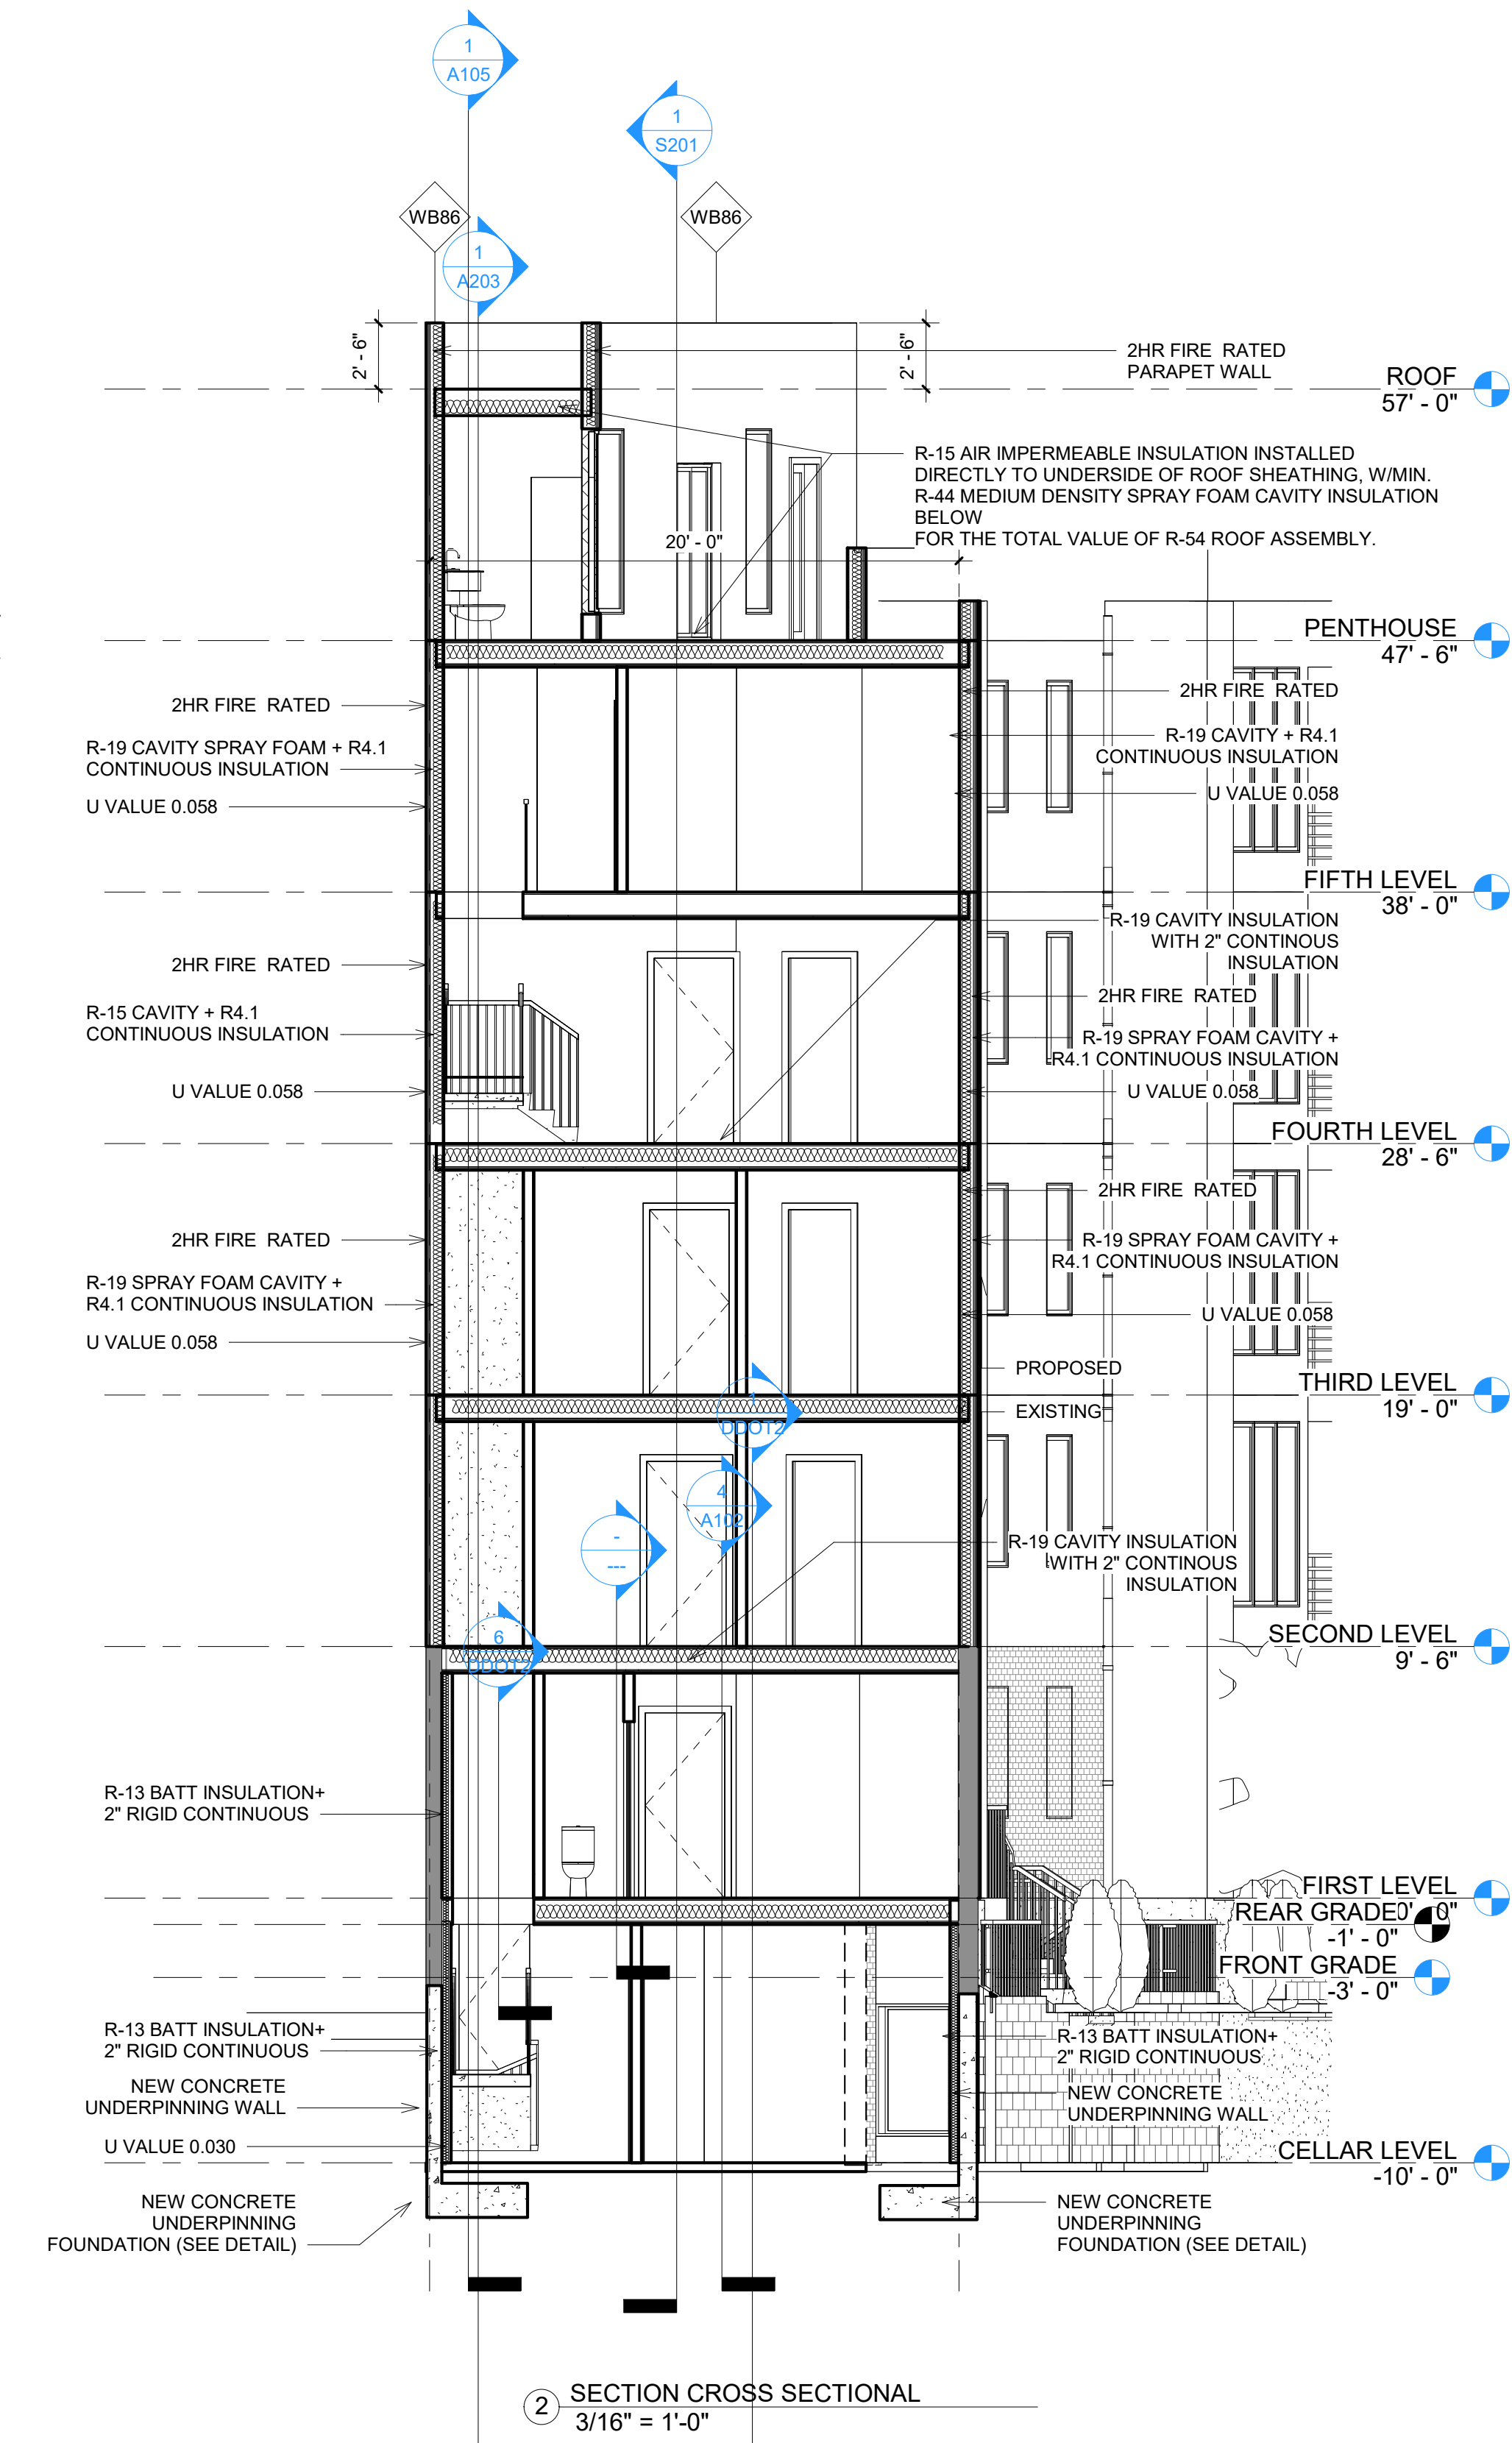 1
A105
1
S201
WB86
WB86
1
A203
2' - 6"
2' - 6"
2HR FIRE RATED
PARAPET WALL
ROOF
57' - 0"
R-15 AIR IMPERMEABLE INSULATION INSTALLED
DIRECTLY TO UNDERSIDE OF ROOF SHEATHING, W/MIN.
R-44 MEDIUM DENSITY SPRAY FOAM CAVITY INSULATION
BELOW
FOR THE TOTAL VALUE OF R-54 ROOF ASSEMBLY.
20' - 0"
PENTHOUSE
47' - 6"
2HR FIRE RATED
R-19 CAVITY SPRAY FOAM + R4.1
CONTINUOUS INSULATION
U VALUE 0.058
2HR FIRE RATED
R-19 CAVITY + R4.1
CONTINUOUS INSULATION
U VALUE 0.058
FIFTH LEVEL
38' - 0"
R-19 CAVITY INSULATION
WITH 2" CONTINOUS
INSULATION
2HR FIRE RATED
R-15 CAVITY + R4.1
CONTINUOUS INSULATION
U VALUE 0.058
2HR FIRE RATED
R-19 SPRAY FOAM CAVITY +
R4.1 CONTINUOUS INSULATION
U VALUE 0.058
FOURTH LEVEL
28' - 6"
2HR FIRE RATED
R-19 SPRAY FOAM CAVITY +
R4.1 CONTINUOUS INSULATION
U VALUE 0.058
2HR FIRE RATED
R-19 SPRAY FOAM CAVITY +
R4.1 CONTINUOUS INSULATION
U VALUE 0.058
PROPOSED
THIRD LEVEL
19' - 0"
EXISTING
1
DDOT2
4
A102
-
---
R-19 CAVITY INSULATION
WITH 2" CONTINOUS
INSULATION
6
DDOT2
SECOND LEVEL
9' - 6"
R-13 BATT INSULATION+
2" RIGID CONTINUOUS
FIRST LEVEL
0' - 0"
REAR GRADE
-1' - 0"
FRONT GRADE
-3' - 0"
R-13 BATT INSULATION+
2" RIGID CONTINUOUS
NEW CONCRETE
UNDERPINNING WALL
U VALUE 0.030
R-13 BATT INSULATION+
2" RIGID CONTINUOUS
NEW CONCRETE
UNDERPINNING WALL
CELLAR LEVEL
-10' - 0"
NEW CONCRETE
UNDERPINNING
FOUNDATION (SEE DETAIL)
NEW CONCRETE
UNDERPINNING
FOUNDATION (SEE DETAIL)
2
SECTION CROSS SECTIONAL
3/16" = 1'-0"